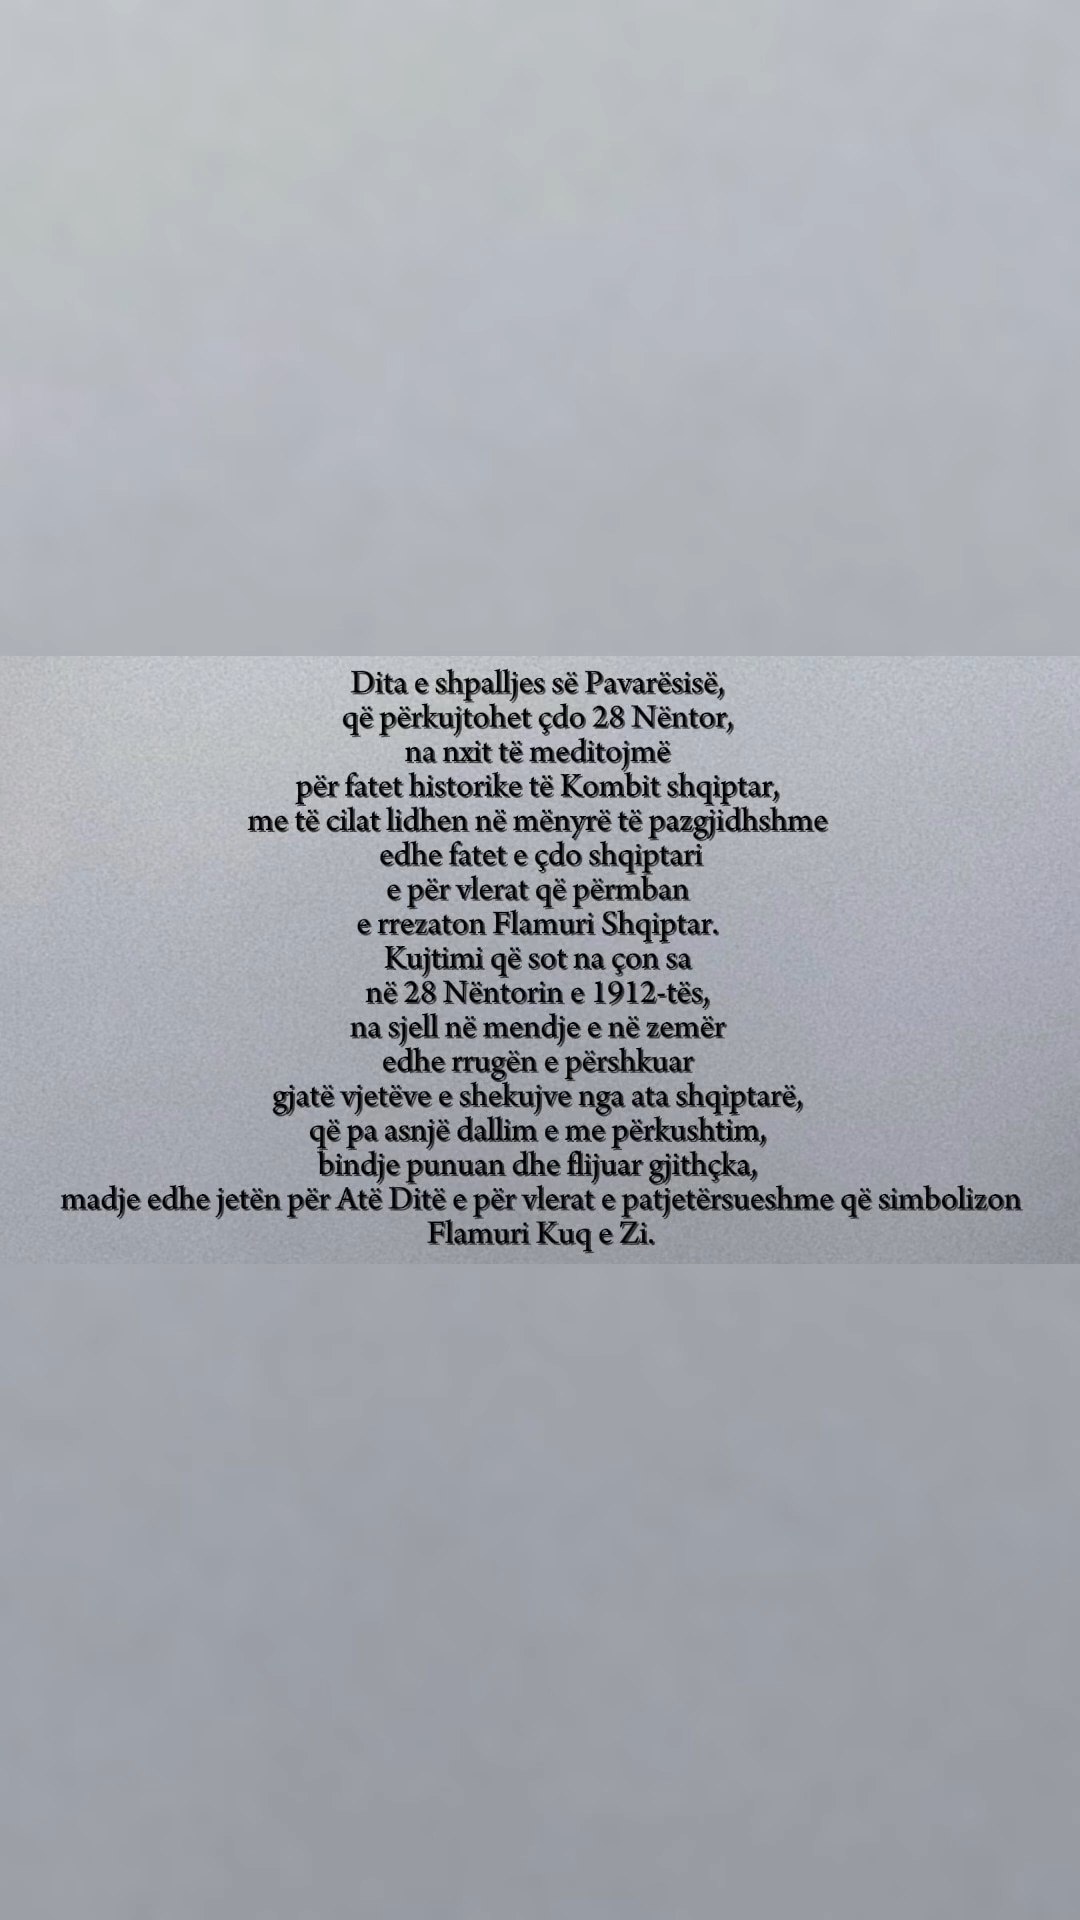 Dita e shpalljes së Pavarësisë,
që përkujtohet çdo 28 Nëntor,
na nxit të meditojmë
për fatet historike të Kombit shqiptar,
me të cilat lidhen në mënyrë të pazgjidhshme
edhe fatet e çdo shqiptari
e për vlerat që përmban
e rrezaton Flamuri Shqiptar.
Kujtimi që sot na çon sa
në 28 Nëntorin e 1912-tës,
na sjell në mendje e në zemër
edhe rrugën e përshkuar
gjatë vjetëve e shekujve nga ata shqiptarë,
që pa asnjë dallim e me përkushtim,
bindje punuan dhe flijuar gjithçka,
madje edhe jetën për Atë Ditë e për vlerat e patjetërsueshme që simbolizon
Flamuri Kuq e Zi.